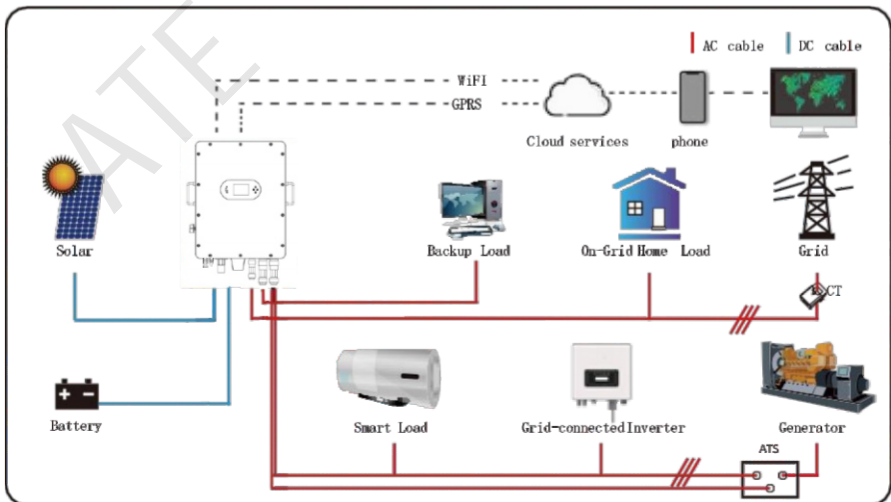 ATE
AC cable
DC cable
WiFI
GPRS
Cloud services
phone
Solar
Backup Load
On-Grid Home Load
Grid
CT
Battery
Smart Load
Grid-connected Inverter
Generator
ATS